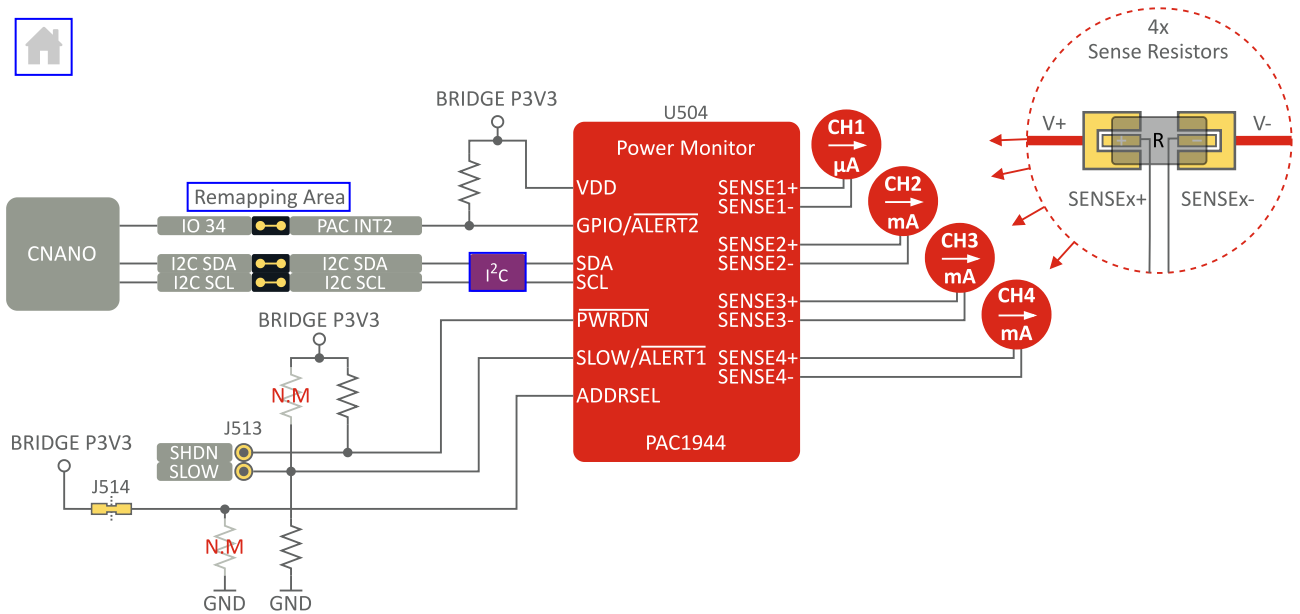 4x
Sense Resistors
BRIDGE P3V3
U504
CH1
µA
V+
R
V-
+
-
Power Monitor
CH2
mA
Remapping Area
VDD
SENSE1+
SENSE1-
SENSEx+
SENSEx-
CNANO
IO 34
PAC INT2
GPIO/ALERT2
CH3
mA
SENSE2+
SENSE2-
I2C SDA
I2C SDA
I2C SCL
I2C SCL
I²C
SDA
SCL
CH4
mA
BRIDGE P3V3
PWRDN
SENSE3+
SENSE3-
SLOW/ALERT1
SENSE4+
SENSE4-
N.M
ADDRSEL
J513
BRIDGE P3V3
SHDN
SLOW
PAC1944
J514
N.M
GND
GND